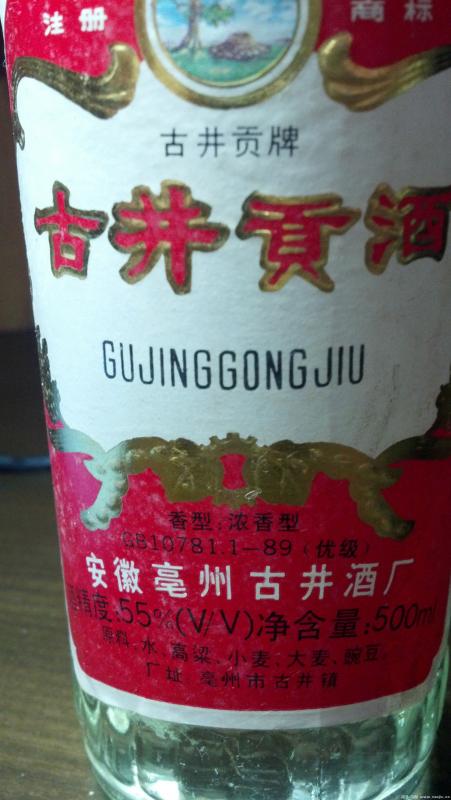 注册 商标
古井贡牌
古井貢酒
GUJINGGONGJIU
香型:浓香型
GB10781.1—89(优级)
安徽亳州古井酒厂
酒精度:55%(V/V)净含量:500ml
原料:水、高粱、小麦、大麦、豌豆
厂址 亳州市古井镇